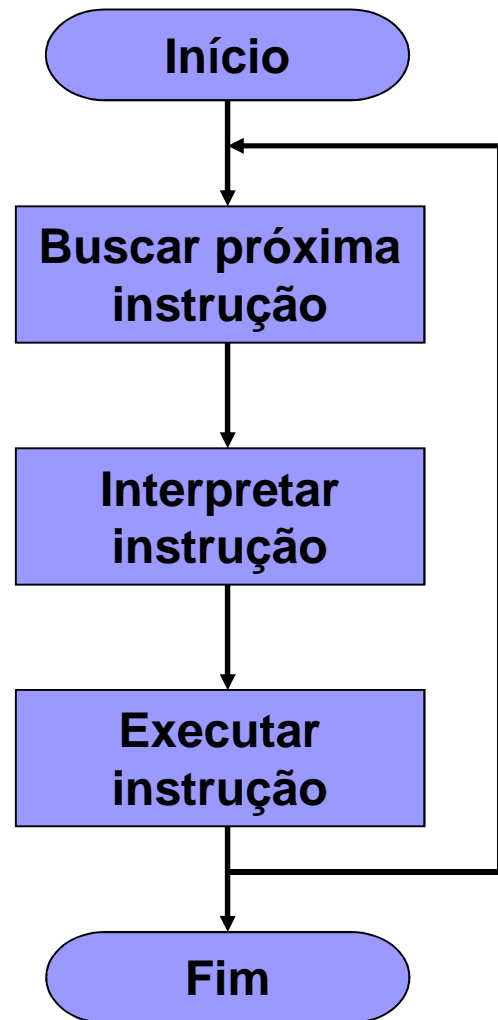 Início
Buscar próxima
instrução
Interpretar
instrução
Executar
instrução
Fim